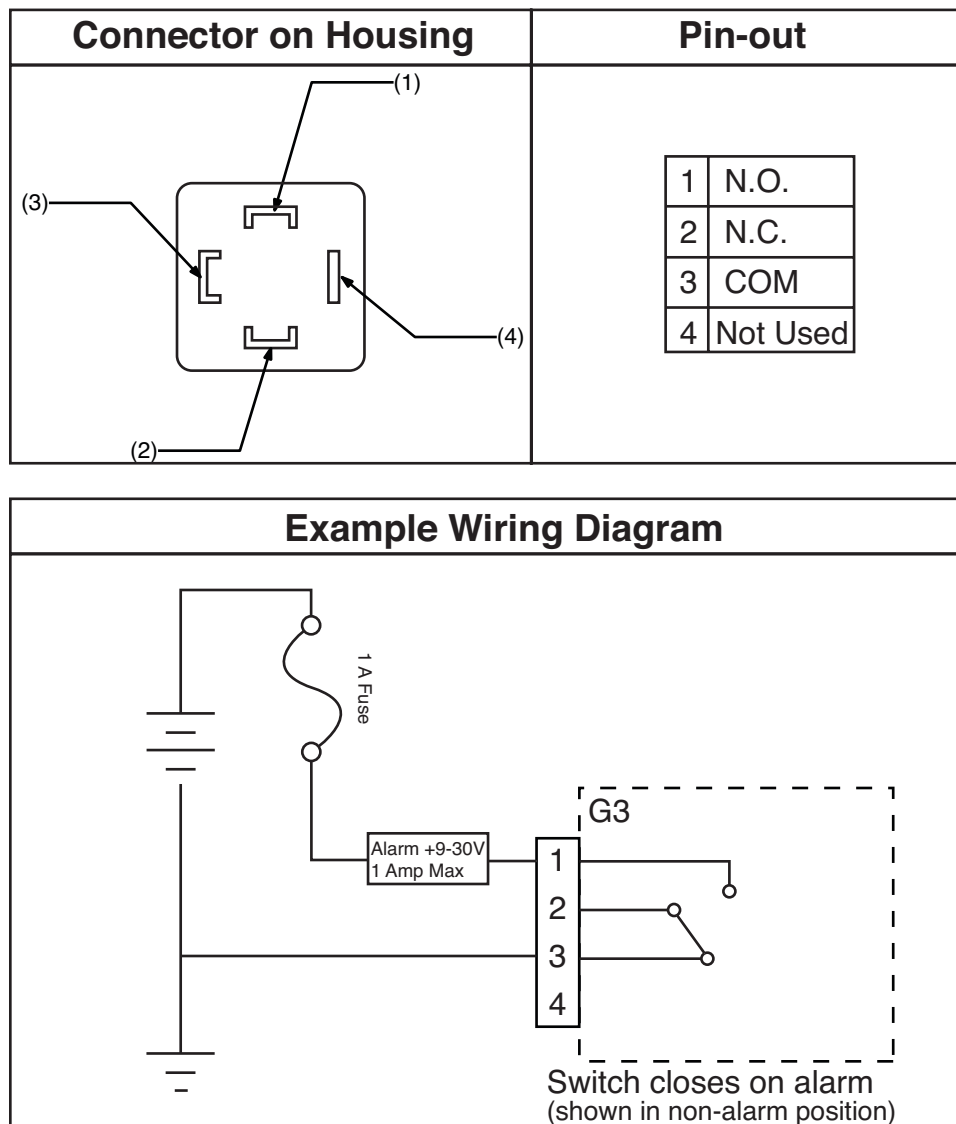 Connector on Housing
Pin-out
(1)
(3)
(4)
(2)
1 N.O.
2 N.C.
3 COM
4 Not Used
Example Wiring Diagram
1 A Fuse
G3
Alarm +9-30V
1 Amp Max
1
2
3
4
Switch closes on alarm
(shown in non-alarm position)